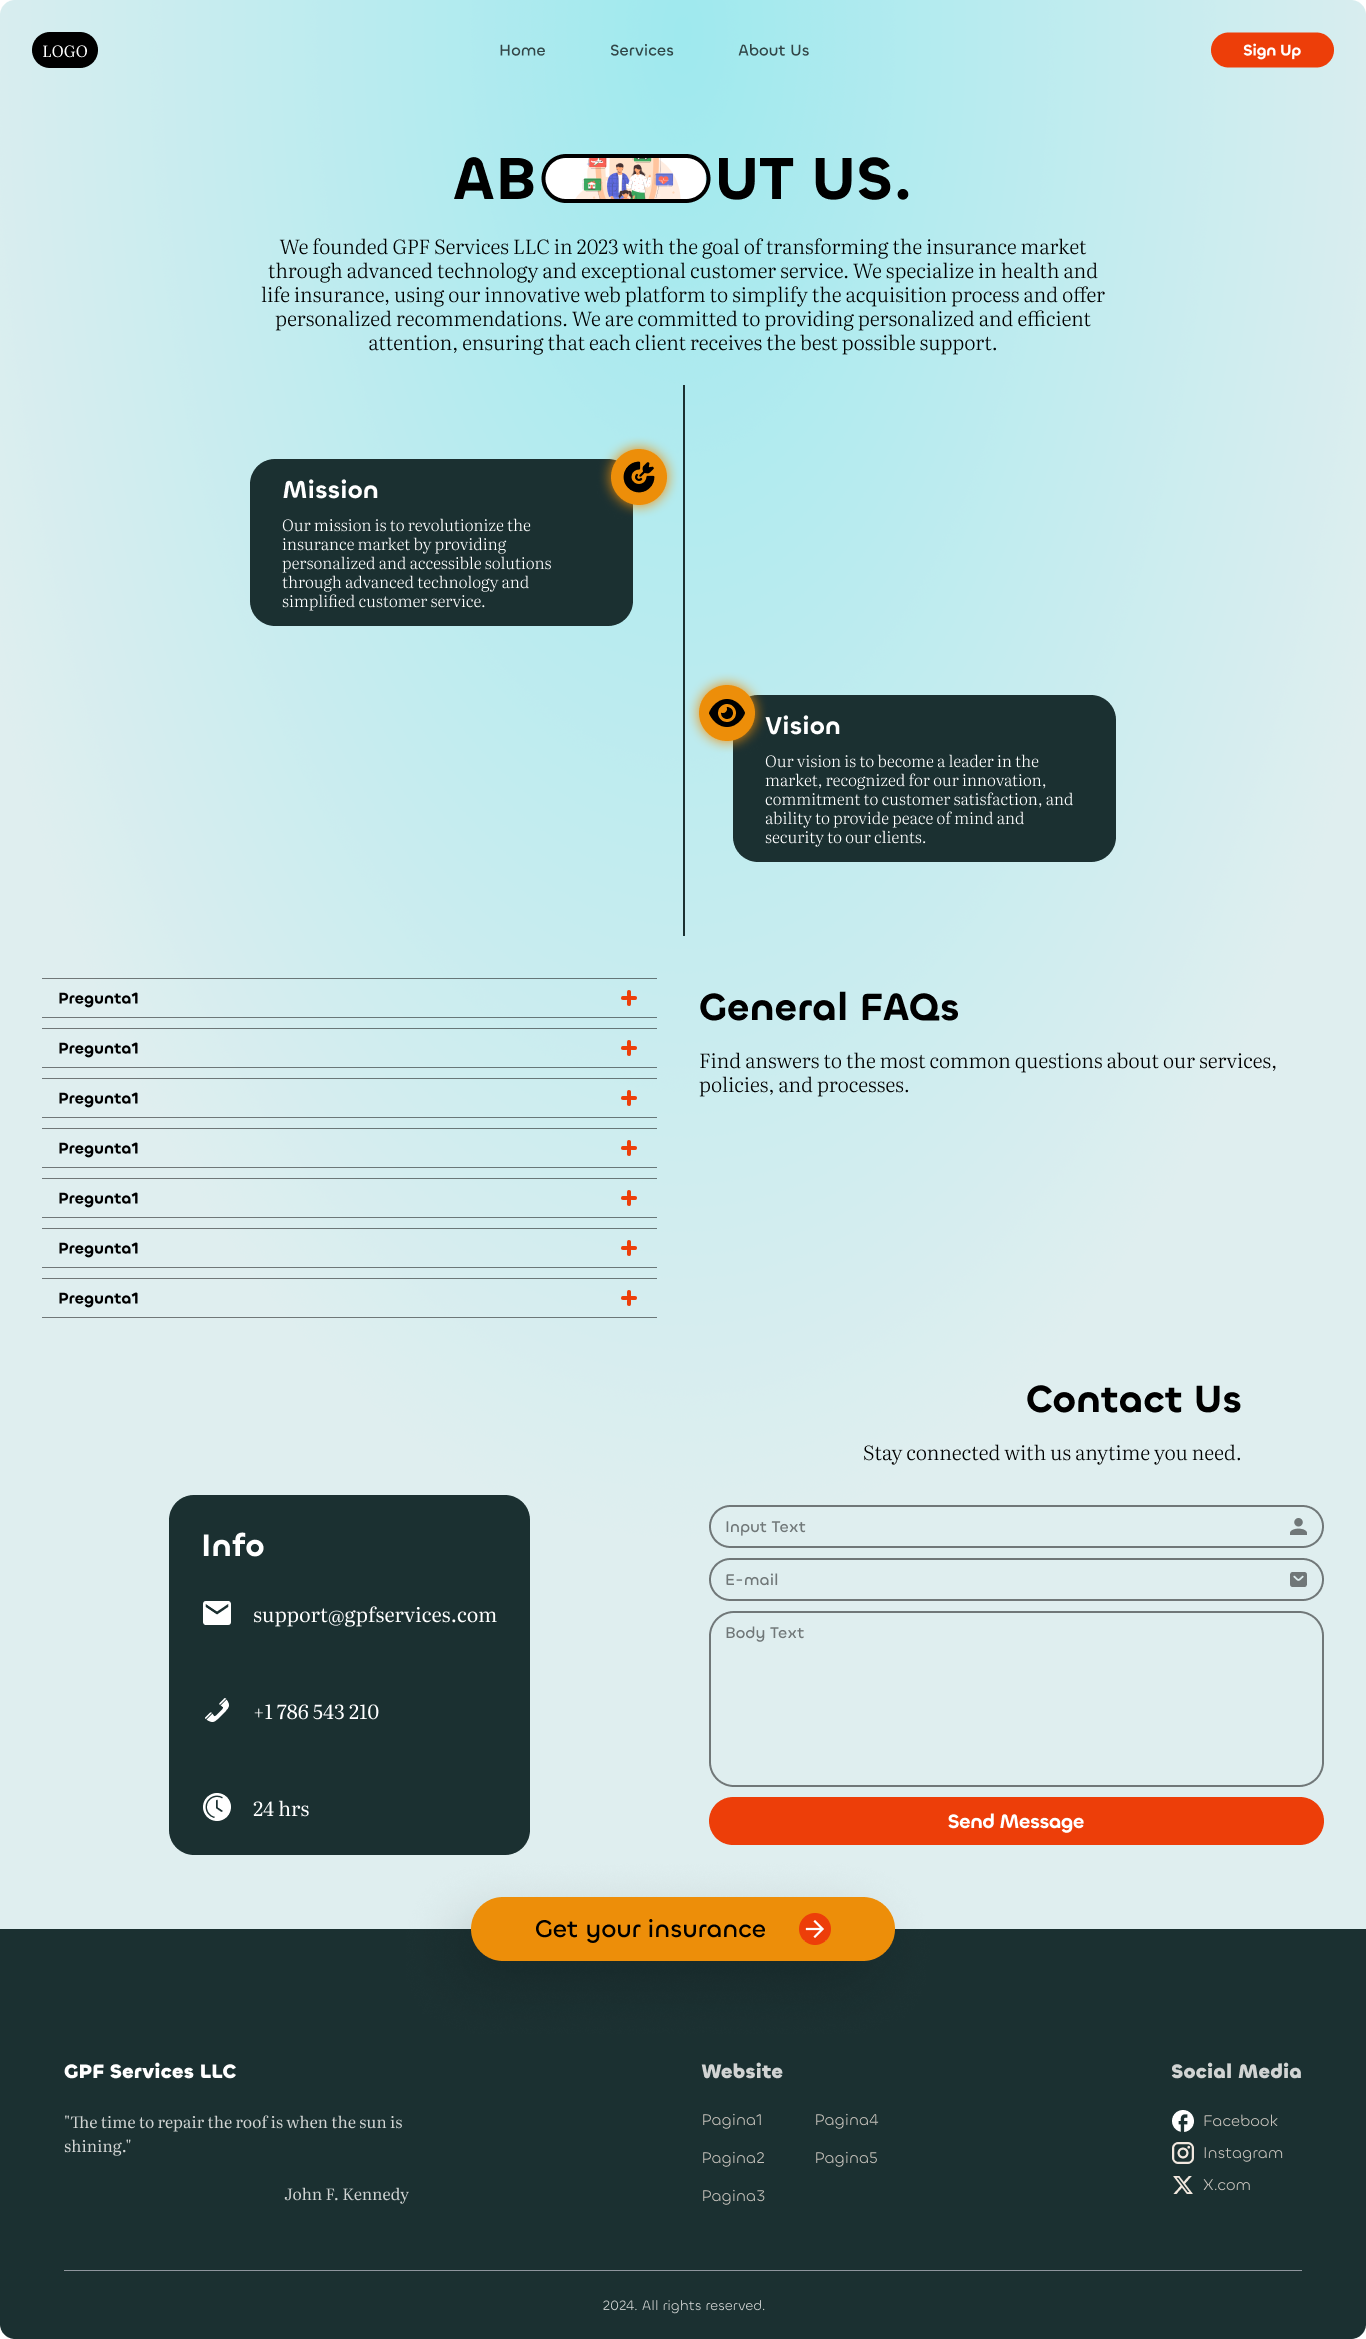 LOGO
Home
Services
About Us
Sign Up
AB UT US.
We founded GPF Services LLC in 2023 with the goal of transforming the insurance market
through advanced technology and exceptional customer service. We specialize in health and
life insurance, using our innovative web platform to simplify the acquisition process and offer
personalized recommendations. We are committed to providing personalized and efficient
attention, ensuring that each client receives the best possible support.
Mission
Our mission is to revolutionize the
insurance market by providing
personalized and accessible solutions
through advanced technology and
simplified customer service.
Vision
Our vision is to become a leader in the
market, recognized for our innovation,
commitment to customer satisfaction, and
ability to provide peace of mind and
security to our clients.
Pregunta1
Pregunta1
Pregunta1
Pregunta1
Pregunta1
Pregunta1
Pregunta1
General FAQs
Find answers to the most common questions about our services,
policies, and processes.
Contact Us
Stay connected with us anytime you need.
Info
support@gpfservices.com
+1 786 543 210
24 hrs
Input Text
E-mail
Body Text
Send Message
Get your insurance
GPF Services LLC
"The time to repair the roof is when the sun is
shining."
John F. Kennedy
Website
Pagina1
Pagina2
Pagina3
Pagina4
Pagina5
Social Media
Facebook
Instagram
X.com
2024. All rights reserved.